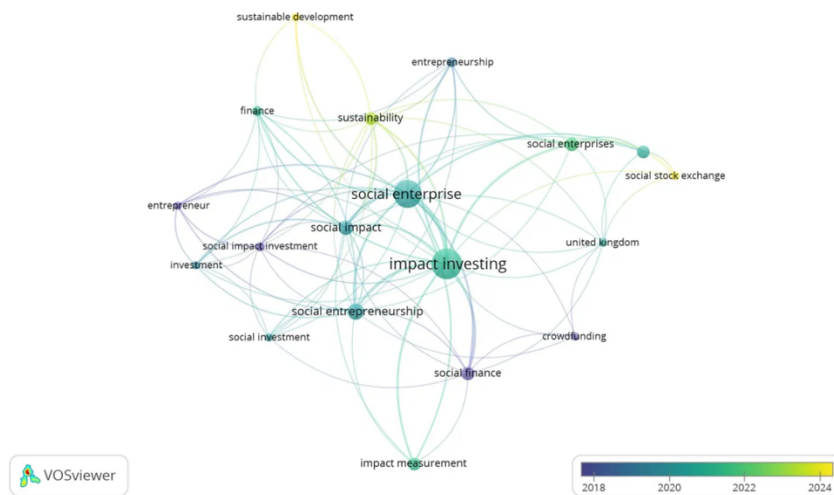 sustainable development
entrepreneurship
finance
sustainability
social enterprises
social stock exchange
social enterprise
entrepreneur
social impact
united kingdom
social impact investment
investment
impact investing
social entrepreneurship
social investment
crowdfunding
social finance
impact measurement
VOSviewer
2018 2020 2022 2024